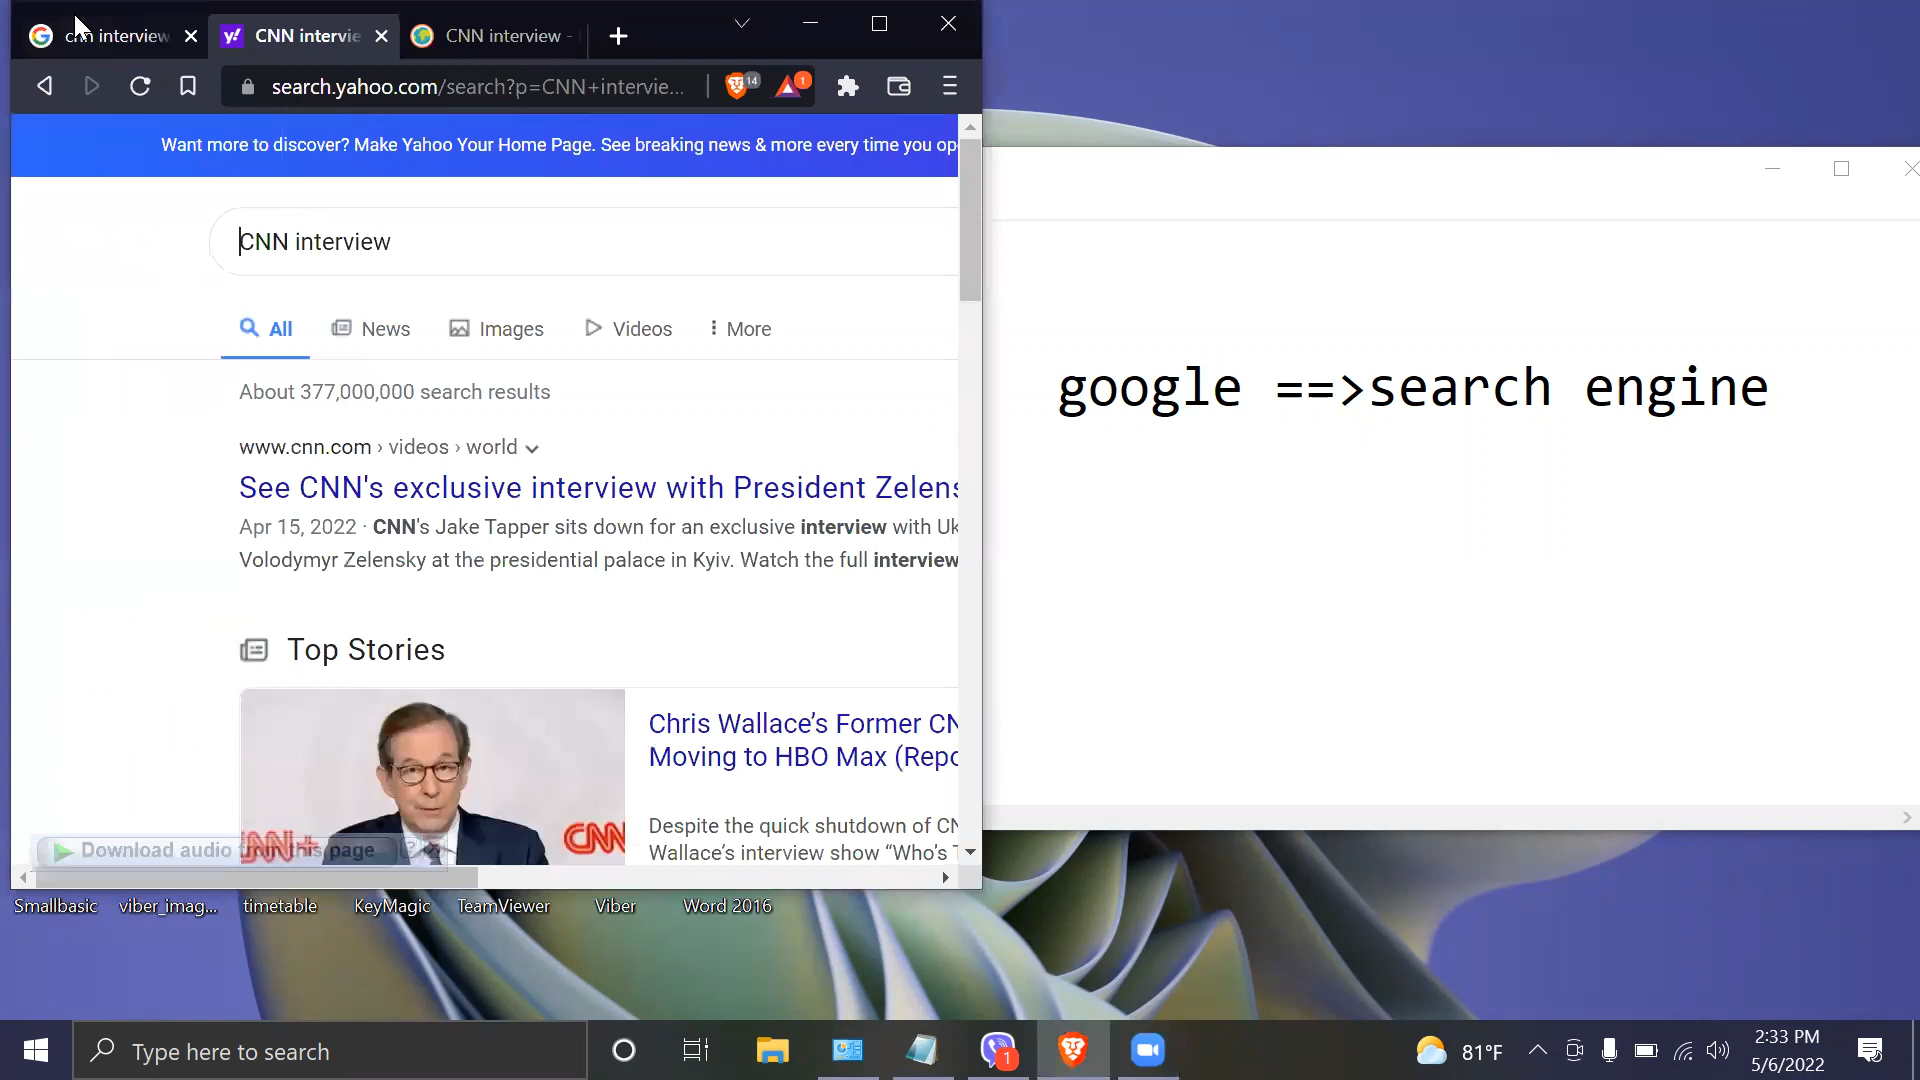 cnn interview
CNN intervie
CNN interview -
search.yahoo.com/search?p=CNN+intervie...
14
1
Want more to discover? Make Yahoo Your Home Page. See breaking news & more every time you op
CNN interview
All
News
Images
Videos
More
About 377,000,000 search results
www.cnn.com › videos › world
See CNN's exclusive interview with President Zelens
Apr 15, 2022 · CNN's Jake Tapper sits down for an exclusive interview with Uk
Volodymyr Zelensky at the presidential palace in Kyiv. Watch the full interview
Top Stories
Chris Wallace's Former CN
Moving to HBO Max (Repo
Despite the quick shutdown of CN
Wallace's interview show “Who's T
Download audio from this page
?
CNN
google ==>search engine
Smallbasic
viber_imag...
timetable
KeyMagic
TeamViewer
Viber
Word 2016
Type here to search
1
81°F
2:33 PM
5/6/2022